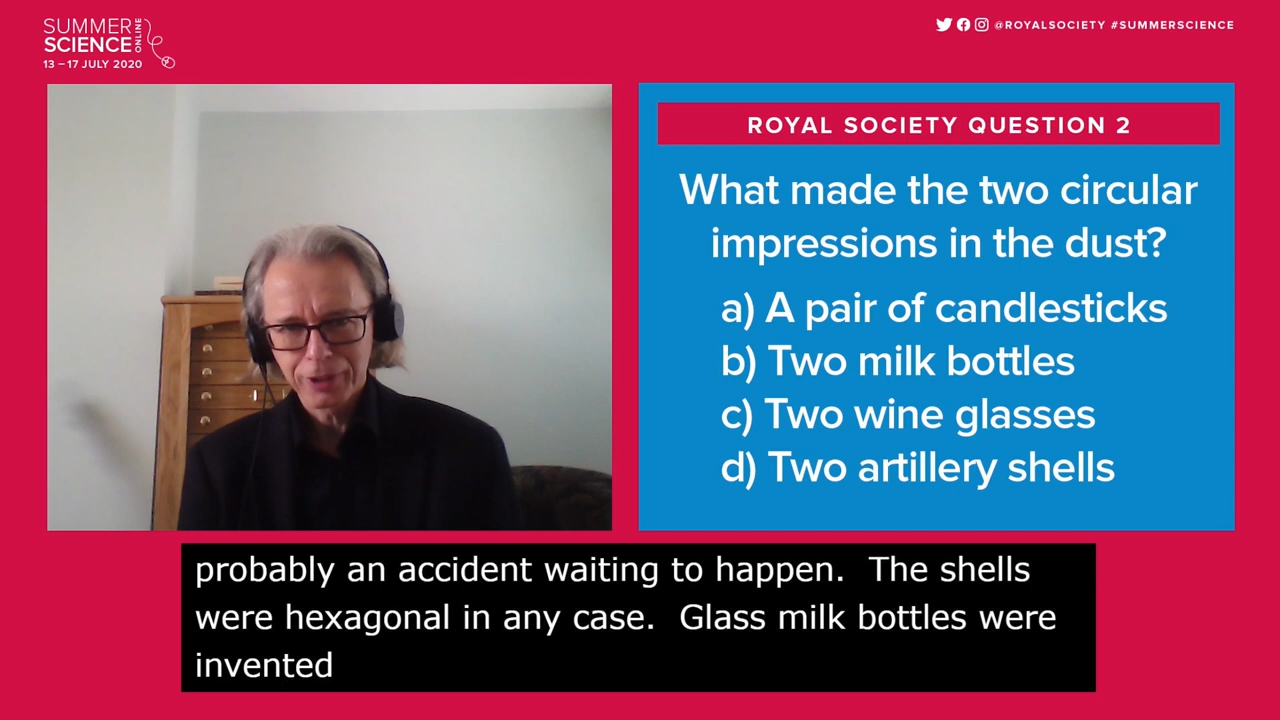 SUMMER
SCIENCE
ONLINE
13 – 17 JULY 2020
@ROYALSOCIETY #SUMMERSCIENCE
ROYAL SOCIETY QUESTION 2
What made the two circular
impressions in the dust?
a) A pair of candlesticks
b) Two milk bottles
c) Two wine glasses
d) Two artillery shells
probably an accident waiting to happen.  The shells
were hexagonal in any case.  Glass milk bottles were
invented